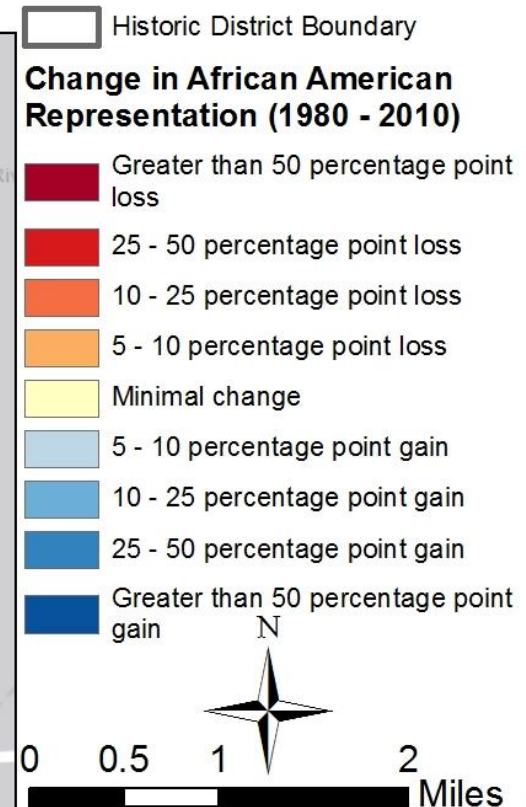 Historic District Boundary
Change in African American
Representation (1980 - 2010)
Greater than 50 percentage point
loss
25 - 50 percentage point loss
10 - 25 percentage point loss
5 - 10 percentage point loss
Minimal change
5 - 10 percentage point gain
10 - 25 percentage point gain
25 - 50 percentage point gain
Greater than 50 percentage point
gain
N
0 0.5 1 2
Miles